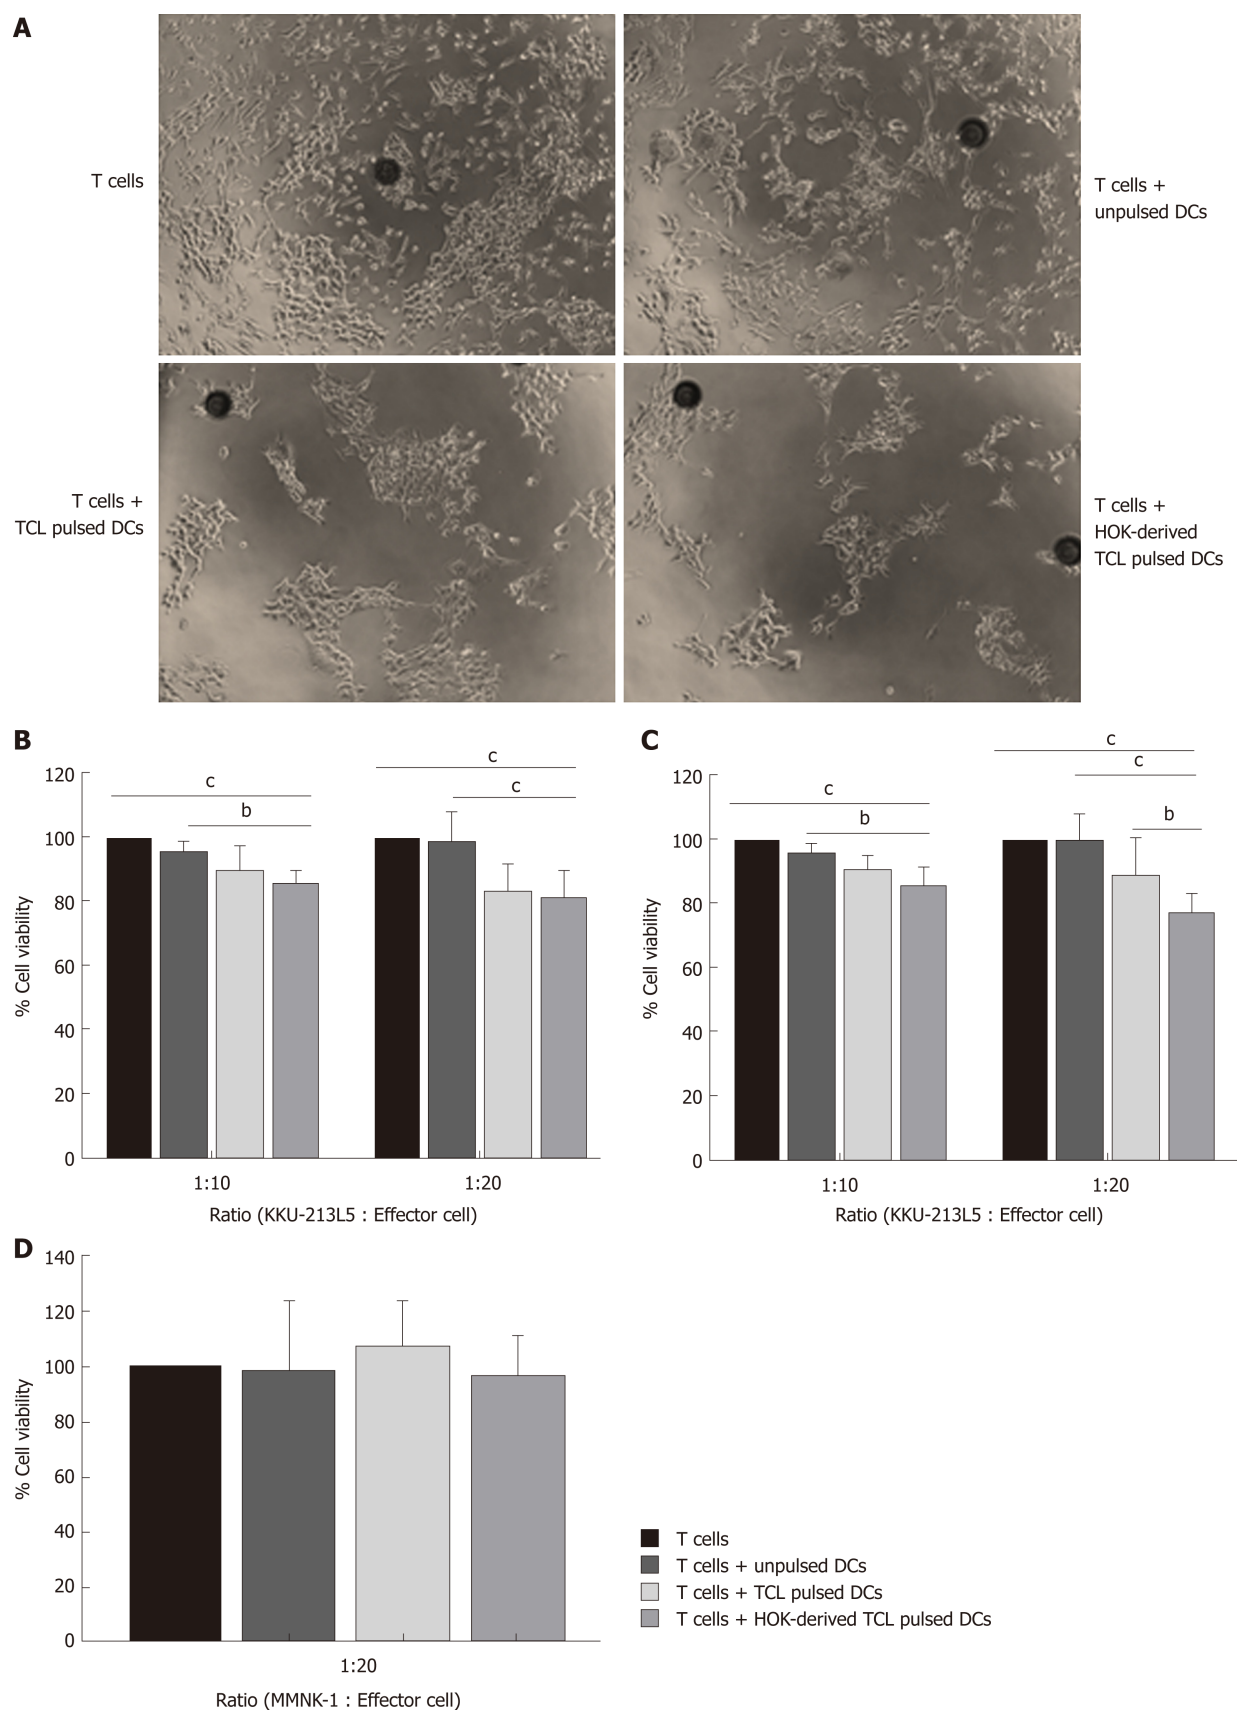 A
T cells
T cells +
unpulsed DCs
T cells +
TCL pulsed DCs
T cells +
HOK-derived
TCL pulsed DCs
B
% Cell viability
120
100
80
60
40
20
0
c
b
c
c
1:10
1:20
Ratio (KKU-213L5 : Effector cell)
C
% Cell viability
120
100
80
60
40
20
0
c
b
c
c
b
1:10
1:20
Ratio (KKU-213L5 : Effector cell)
D
% Cell viability
140
120
100
80
60
40
20
0
1:20
Ratio (MMNK-1 : Effector cell)
T cells
T cells + unpulsed DCs
T cells + TCL pulsed DCs
T cells + HOK-derived TCL pulsed DCs